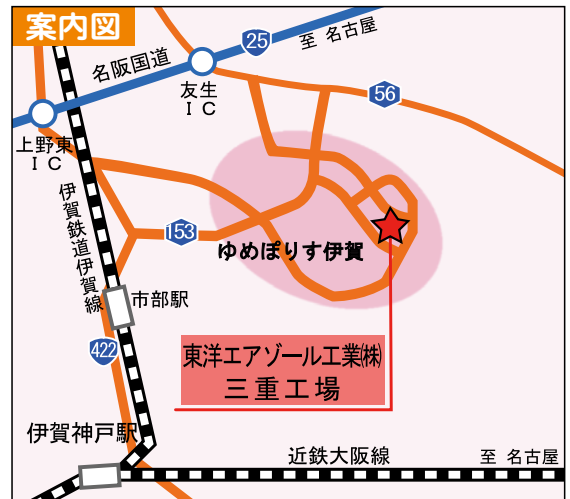 案内図
25
至 名古屋
名阪国道
友生
IC
56
上野東
IC
伊賀鉄道伊賀線
153
ゆめぽりす伊賀
市部駅
422
東洋エアゾール工業㈱
三重工場
伊賀神戸駅
近鉄大阪線
至 名古屋